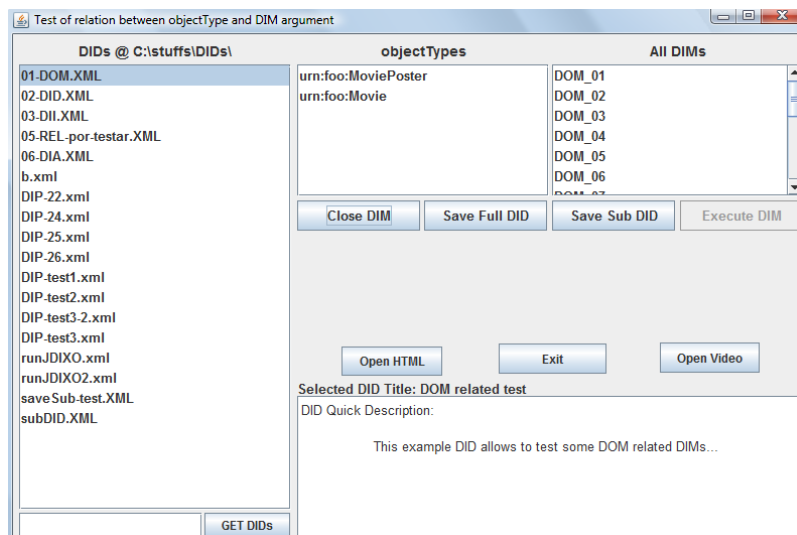 Test of relation between objectType and DIM argument
DIDs @ C:\stuffs\DIDs\
01-DOM.XML
02-DID.XML
03-DII.XML
05-REL-por-testar.XML
06-DIA.XML
b.xml
DIP-22.xml
DIP-24.xml
DIP-25.xml
DIP-26.xml
DIP-test1.xml
DIP-test2.xml
DIP-test3-2.xml
DIP-test3.xml
runJDIXO.xml
runJDIXO2.xml
saveSub-test.XML
subDID.XML
GET DIDs
objectTypes
urn:foo:MoviePoster
urn:foo:Movie
All DIMs
DOM_01
DOM_02
DOM_03
DOM_04
DOM_05
DOM_06
DOM_07
Close DIM Save Full DID Save Sub DID Execute DIM
Open HTML Exit Open Video
Selected DID Title: DOM related test
DID Quick Description:
This example DID allows to test some DOM related DIMs...